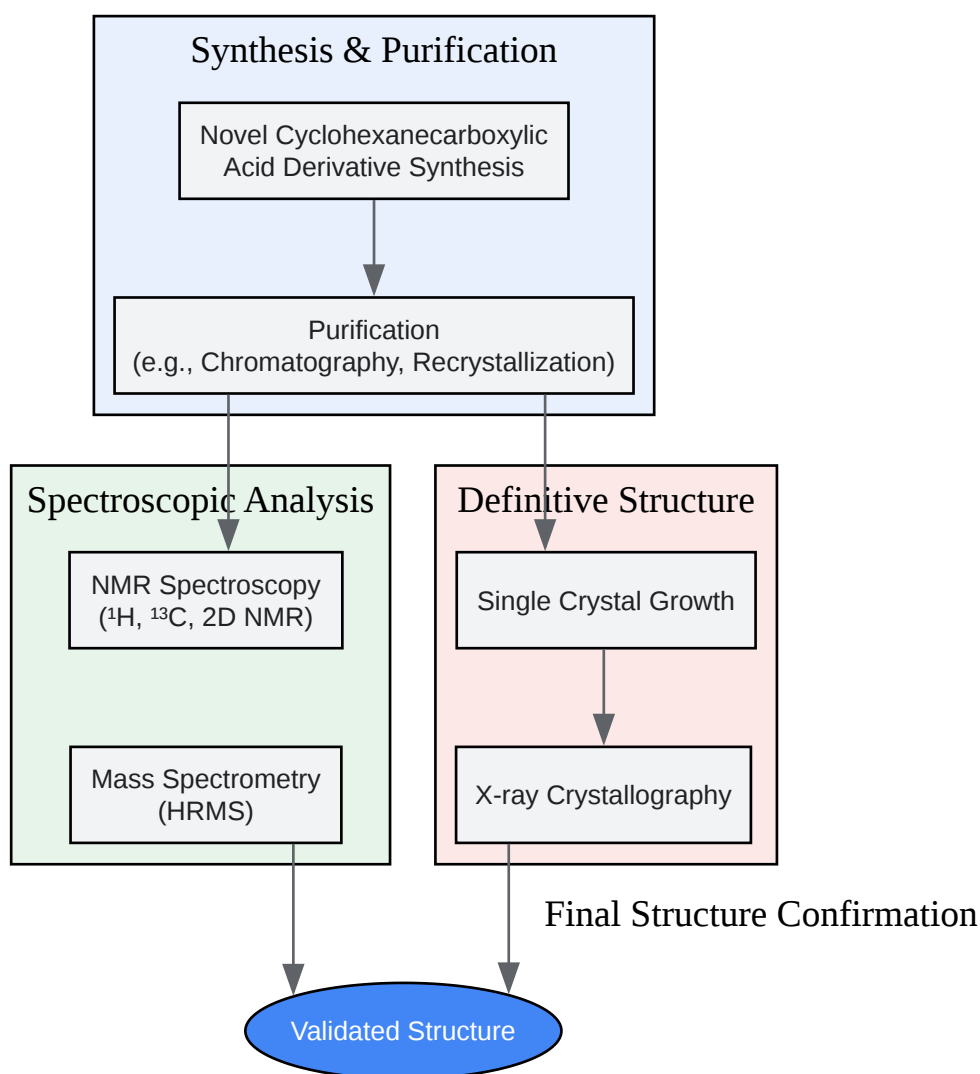 Synthesis & Purification
Novel Cyclohexanecarboxylic
Acid Derivative Synthesis
Purification
(e.g., Chromatography, Recrystallization)
Spectroscopic Analysis
NMR Spectroscopy
(¹H, ¹³C, 2D NMR)
Mass Spectrometry
(HRMS)
Definitive Structure
Single Crystal Growth
X-ray Crystallography
Final Structure Confirmation
Validated Structure